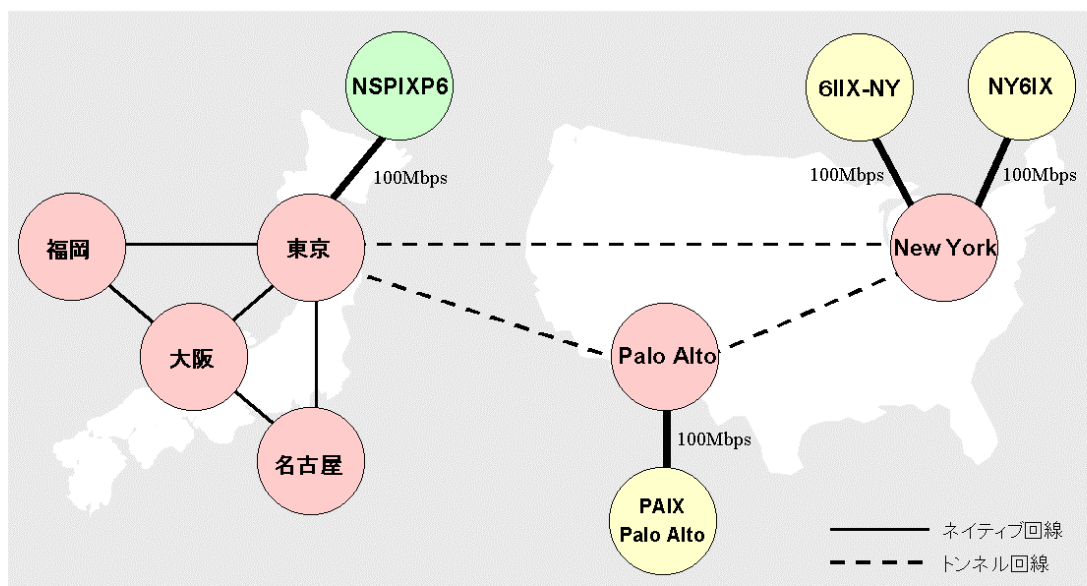 NSPIXP6
6IIX-NY
NY6IX
100Mbps
100Mbps
100Mbps
福岡
東京
New York
大阪
Palo Alto
100Mbps
名古屋
PAIX
Palo Alto
ネイティブ回線
トンネル回線